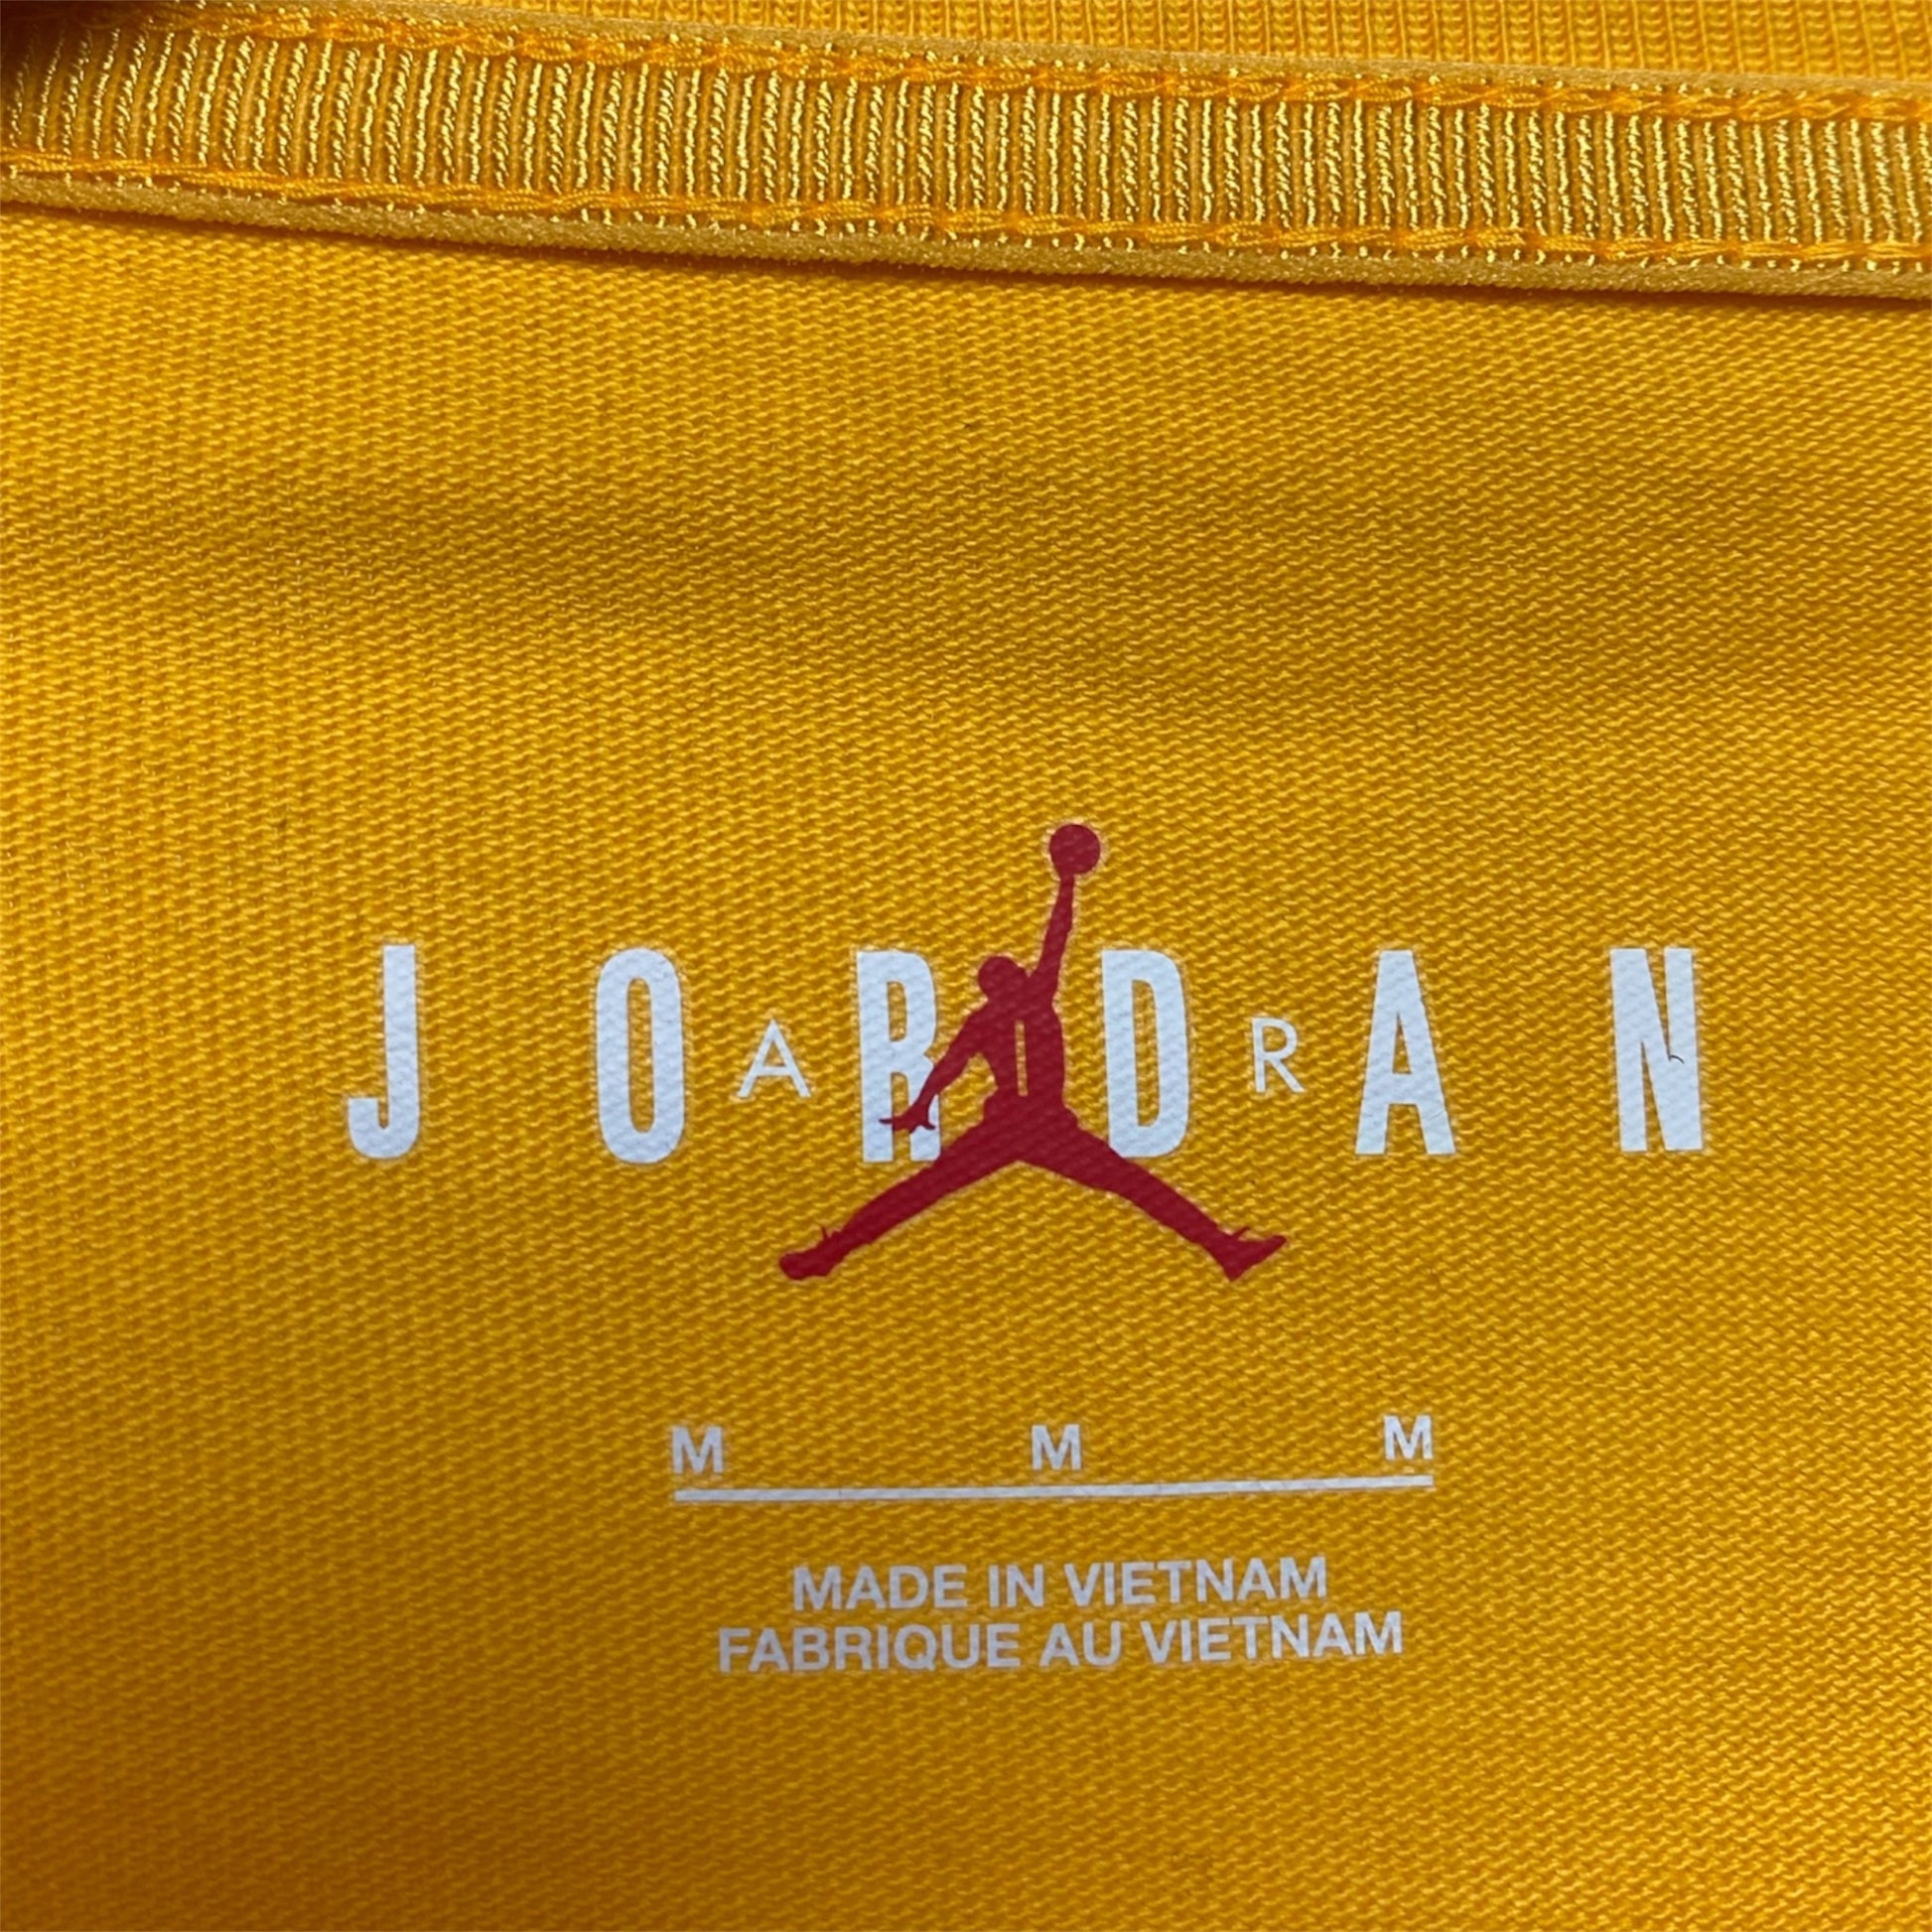 JORDAN
AIR
M M M
MADE IN VIETNAM
FABRIQUE AU VIETNAM